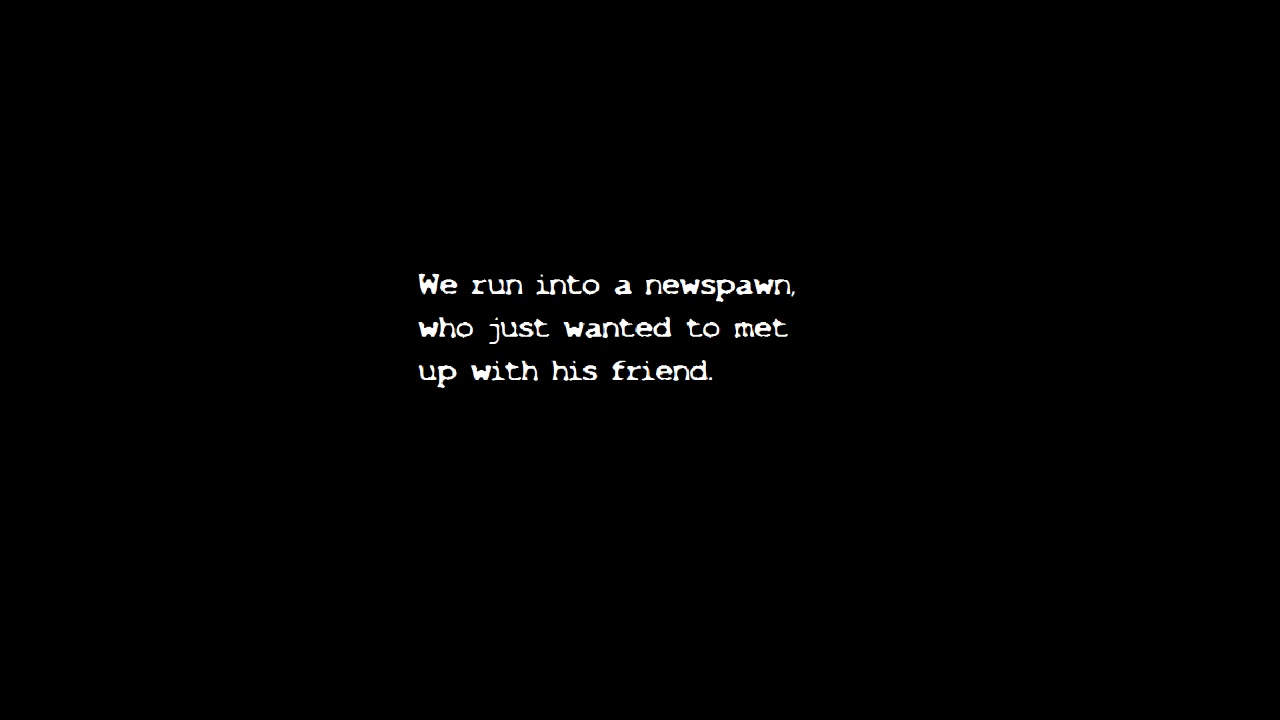 We run into a newspawn,
who just wanted to met
up with his friend.